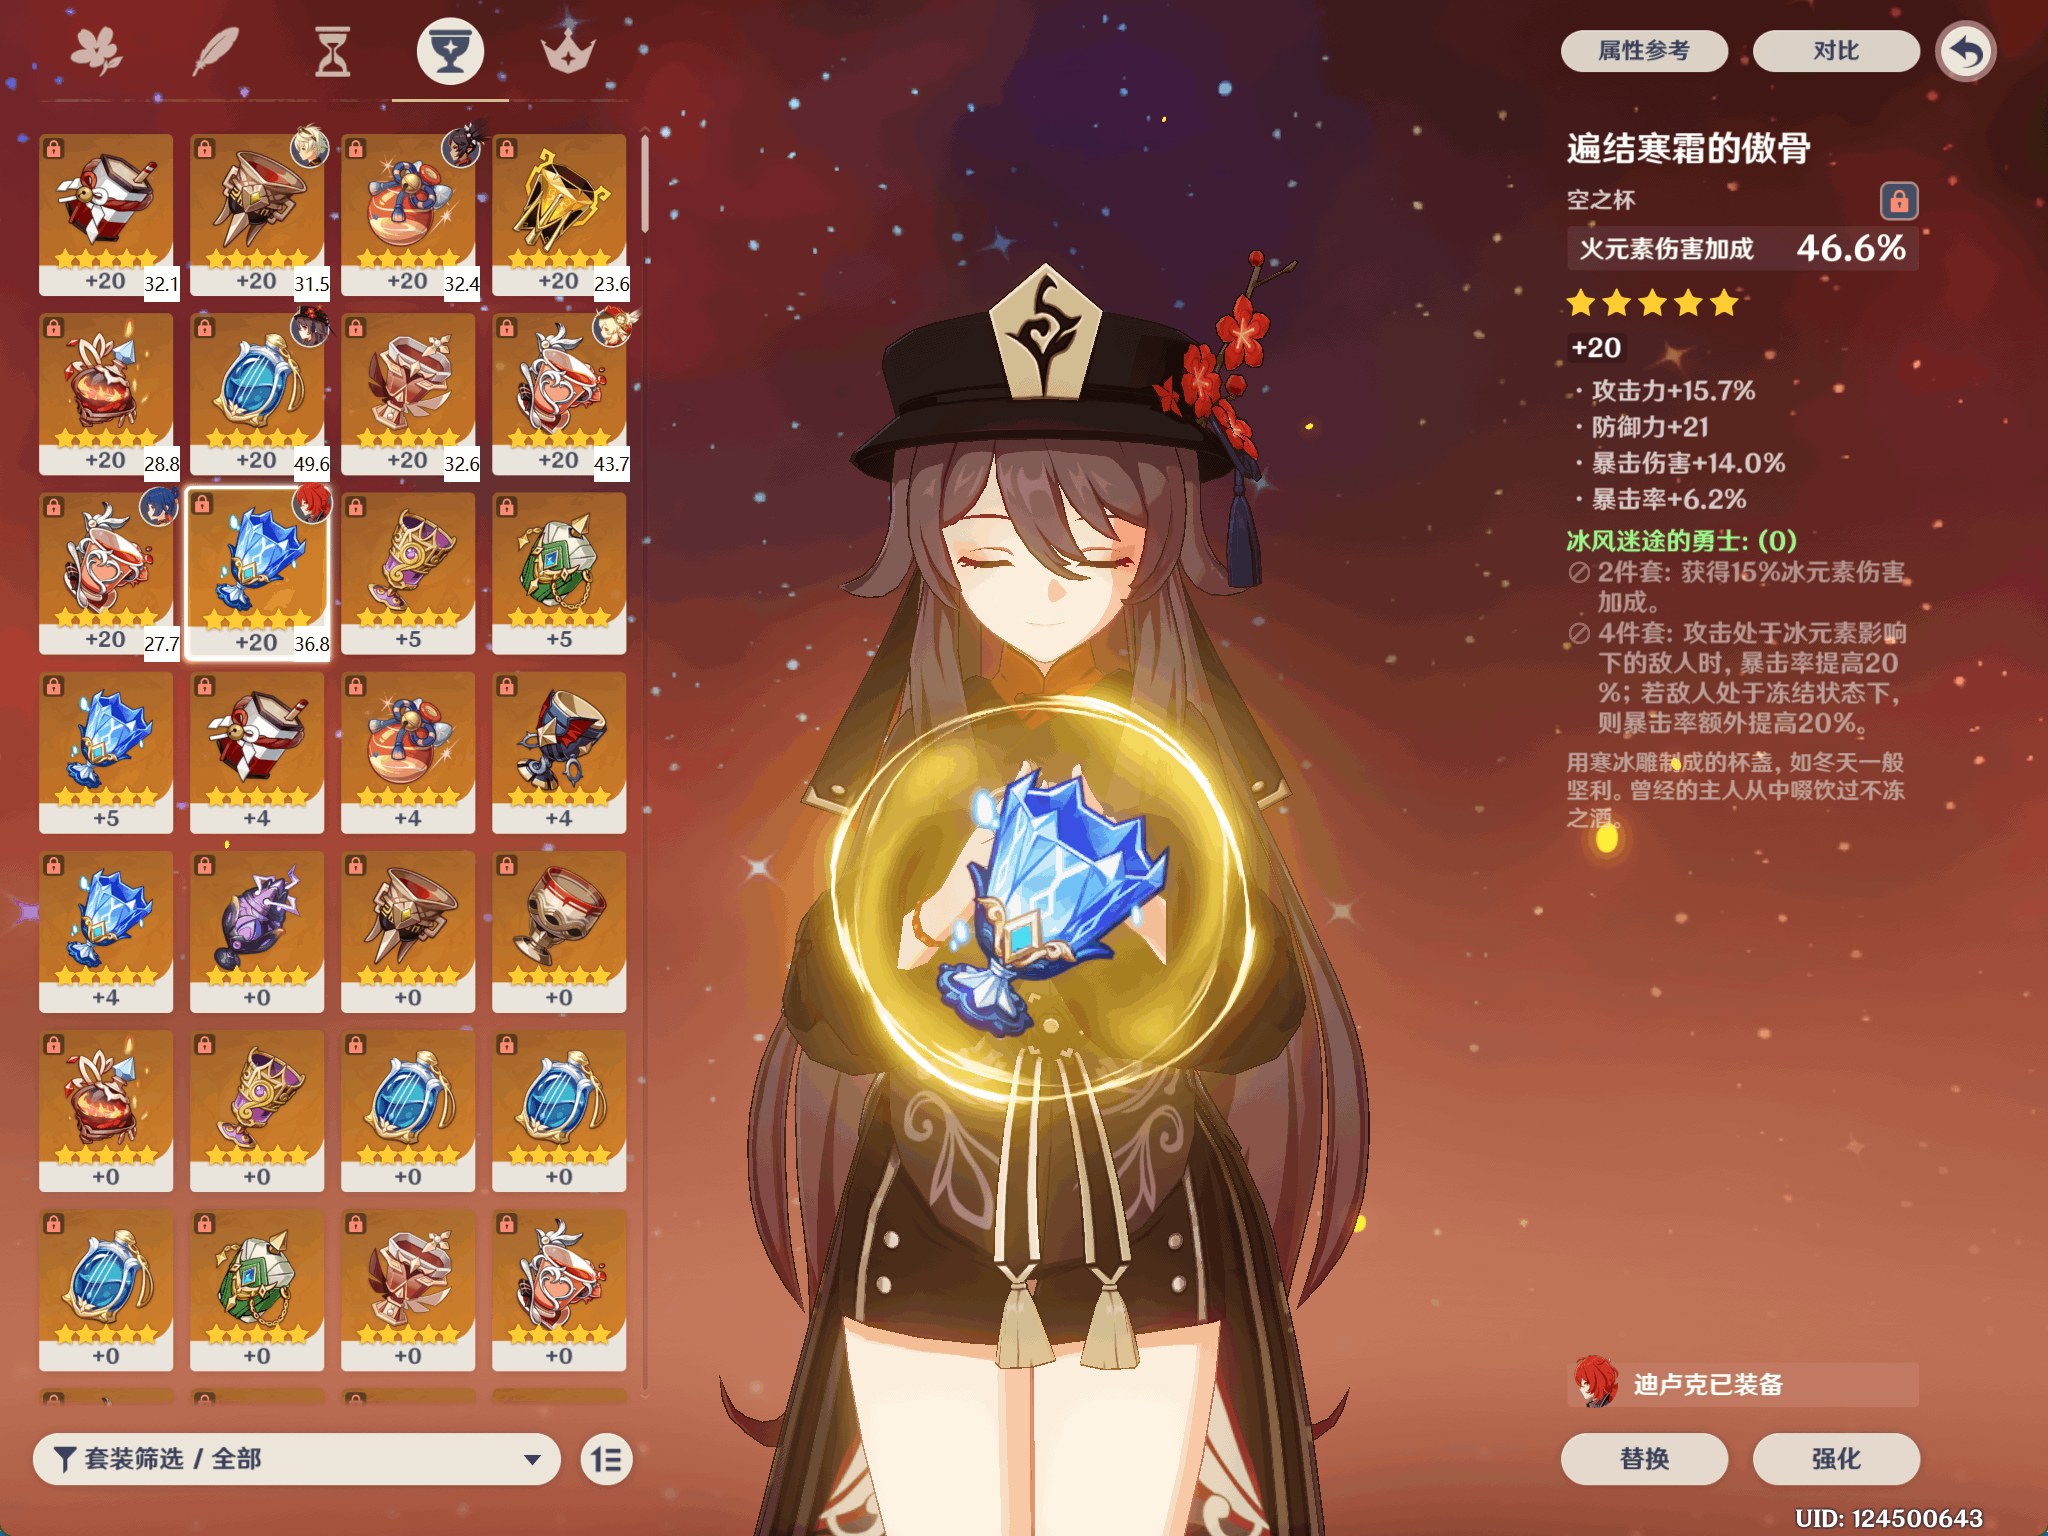 属性参考
对比
+20
32.1
+20
31.5
+20
32.4
+20
23.6
+20
28.8
+20
49.6
+20
32.6
+20
43.7
+20
27.7
+20
36.8
+5
+5
+5
+4
+4
+4
+4
+0
+0
+0
+0
+0
+0
+0
+0
+0
+0
+0
套装筛选 / 全部
遍结寒霜的傲骨
空之杯
火元素伤害加成 46.6%
+20
·攻击力+15.7%
·防御力+21
·暴击伤害+14.0%
·暴击率+6.2%
冰风迷途的勇士: (0)
2件套: 获得15%冰元素伤害
加成。
4件套: 攻击处于冰元素影响
下的敌人时, 暴击率提高20
%; 若敌人处于冻结状态下,
则暴击率额外提高20%。
用寒冰雕制成的杯盏, 如冬天一般
坚利。曾经的主人从中啜饮过不冻
之酒。
迪卢克已装备
替换
强化
UID: 124500643